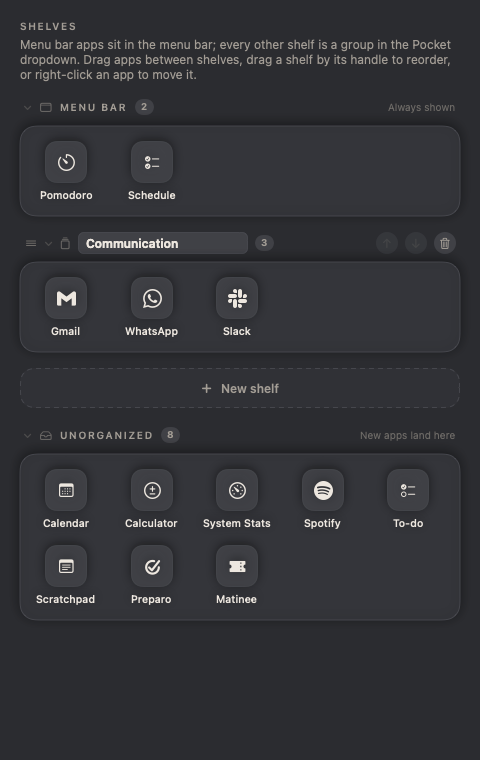 SHELVES
Menu bar apps sit in the menu bar; every other shelf is a group in the Pocket
dropdown. Drag apps between shelves, drag a shelf by its handle to reorder,
or right-click an app to move it.
MENU BAR 2 Always shown
Pomodoro Schedule
Communication 3
Gmail WhatsApp Slack
+ New shelf
UNORGANIZED 8 New apps land here
Calendar Calculator System Stats Spotify To-do
Scratchpad Preparo Matinee